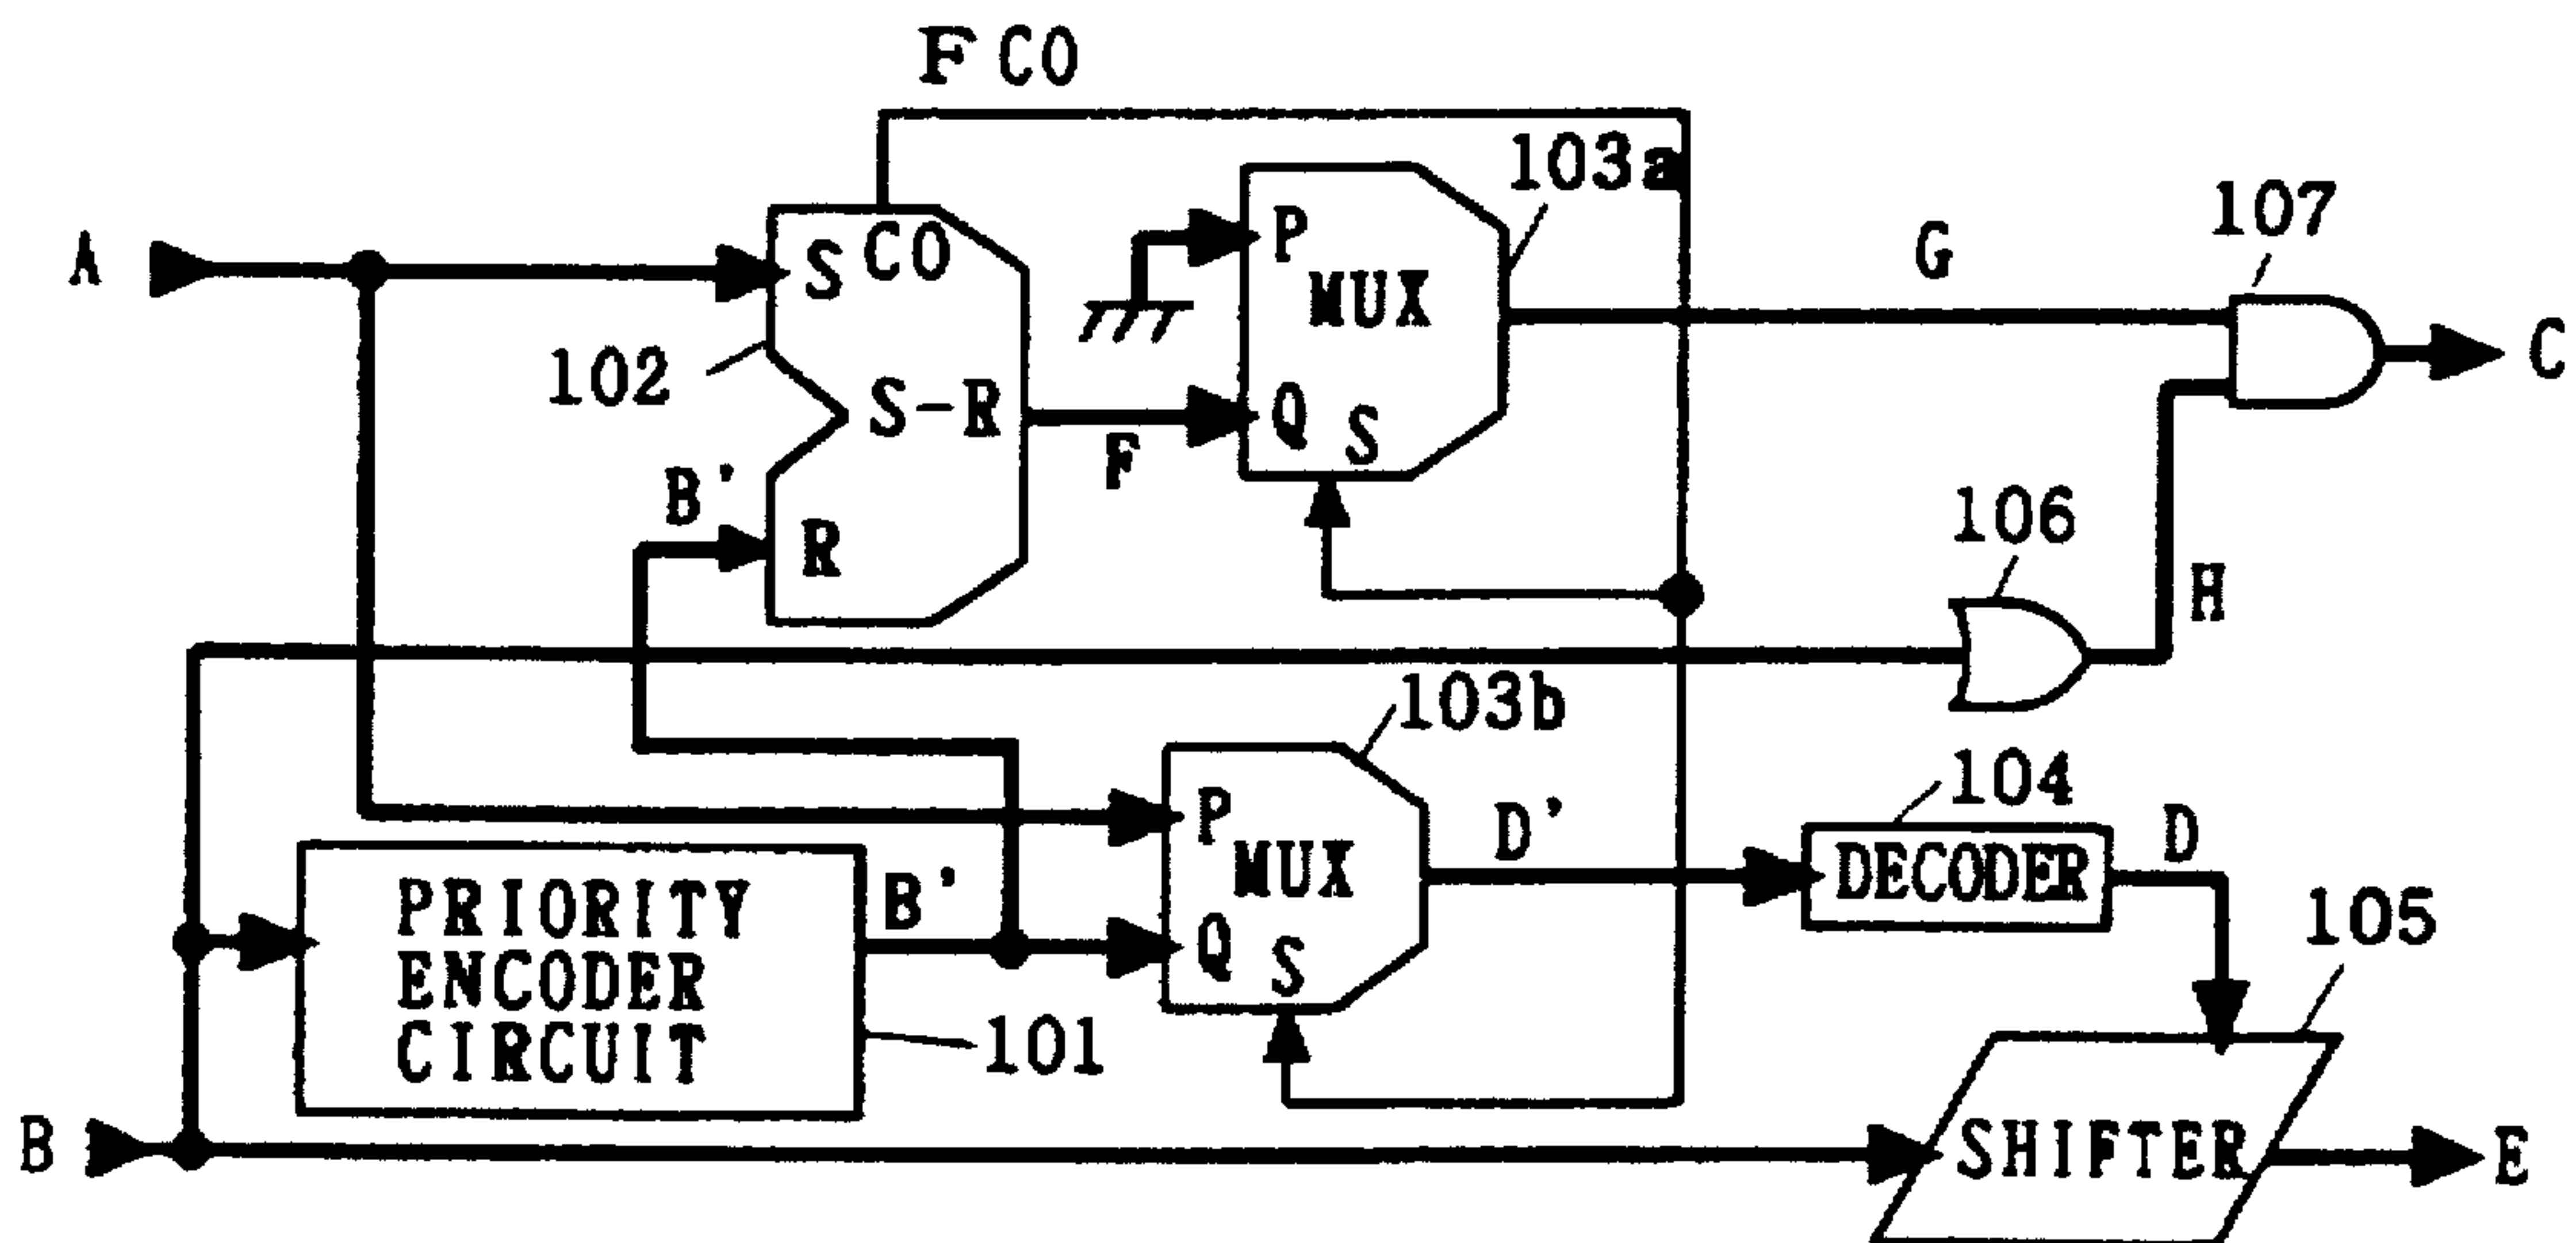 F CO
103a
107
A
S CO
P
MUX
G
C
102
S-R
Q S
F
B'
R
106
H
103b
104
P
MUX
D'
DECODER
D
PRIORITY
ENCODER
CIRCUIT
B'
Q
S
105
101
B
SHIFTER
E